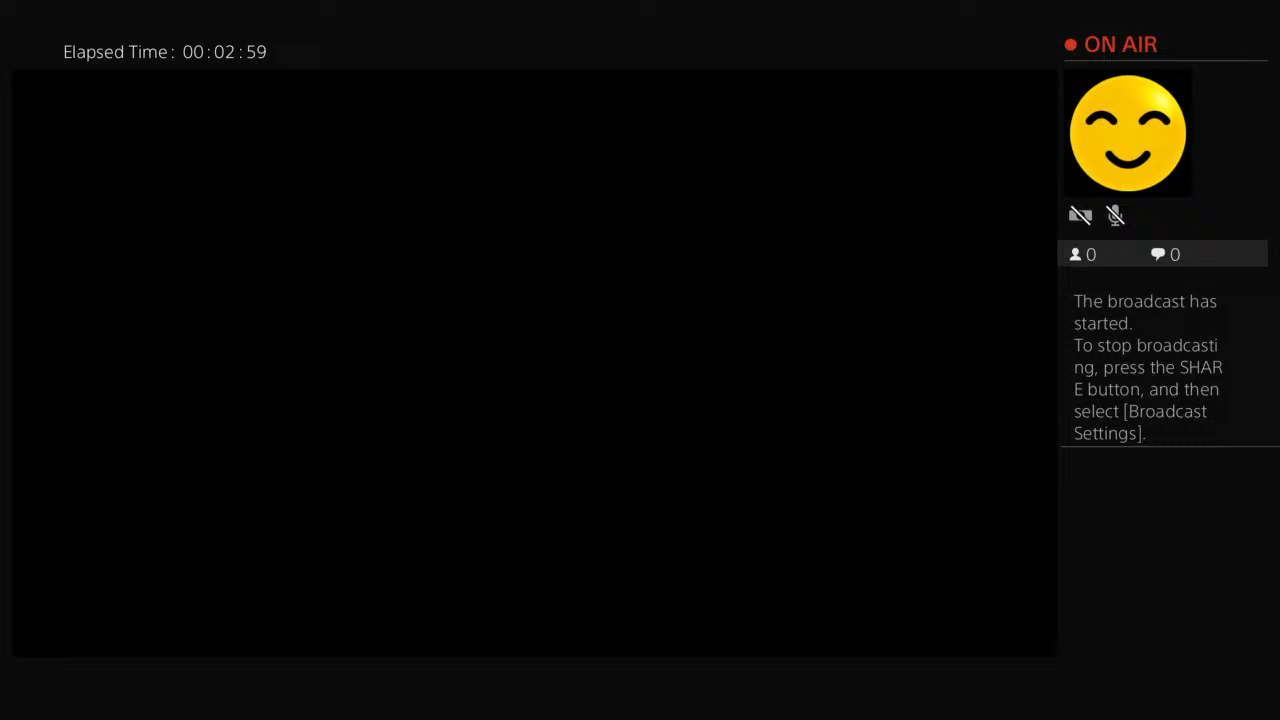 Elapsed Time: 00:02:59
ON AIR
0 0
The broadcast has
started.
To stop broadcasti
ng, press the SHAR
E button, and then
select [Broadcast
Settings].